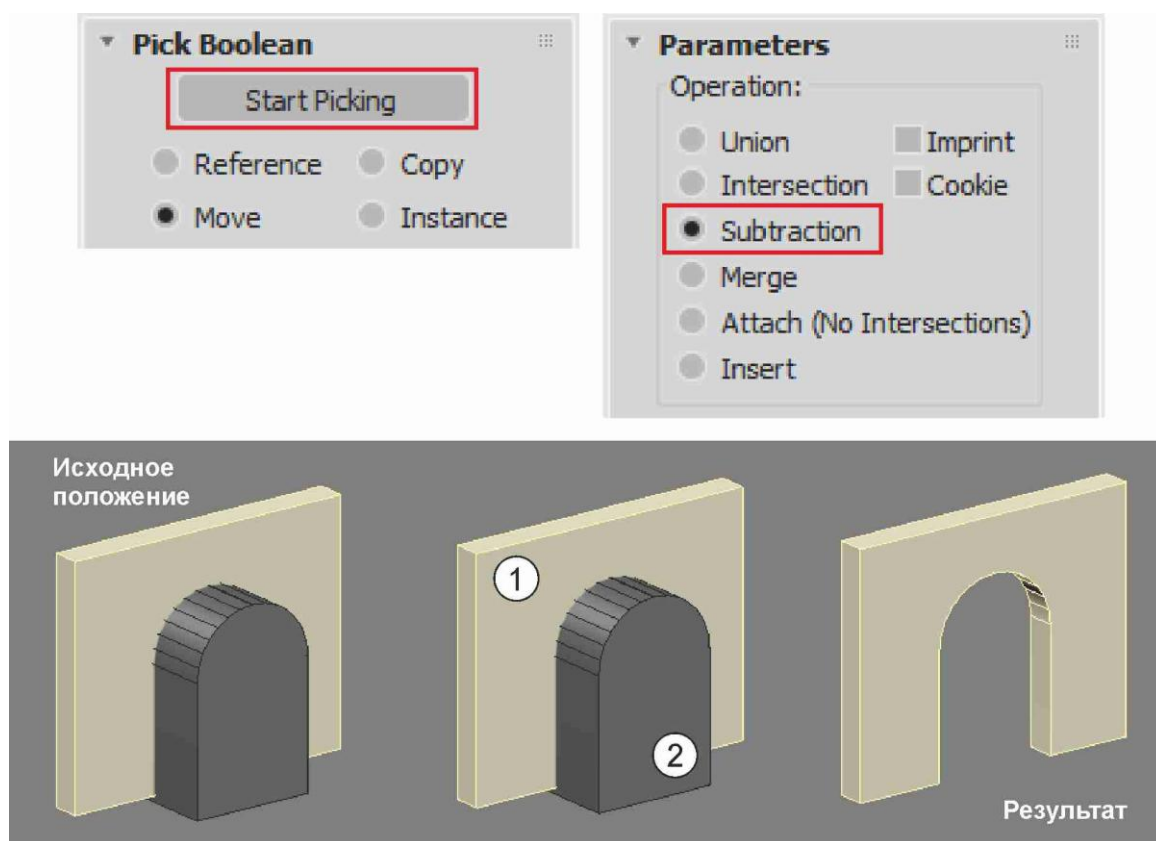 Pick Boolean
Start Picking
Reference Copy
Move Instance
Parameters
Operation:
Union Imprint
Intersection Cookie
Subtraction
Merge
Attach (No Intersections)
Insert
Исходное
положение
1
2
Результат